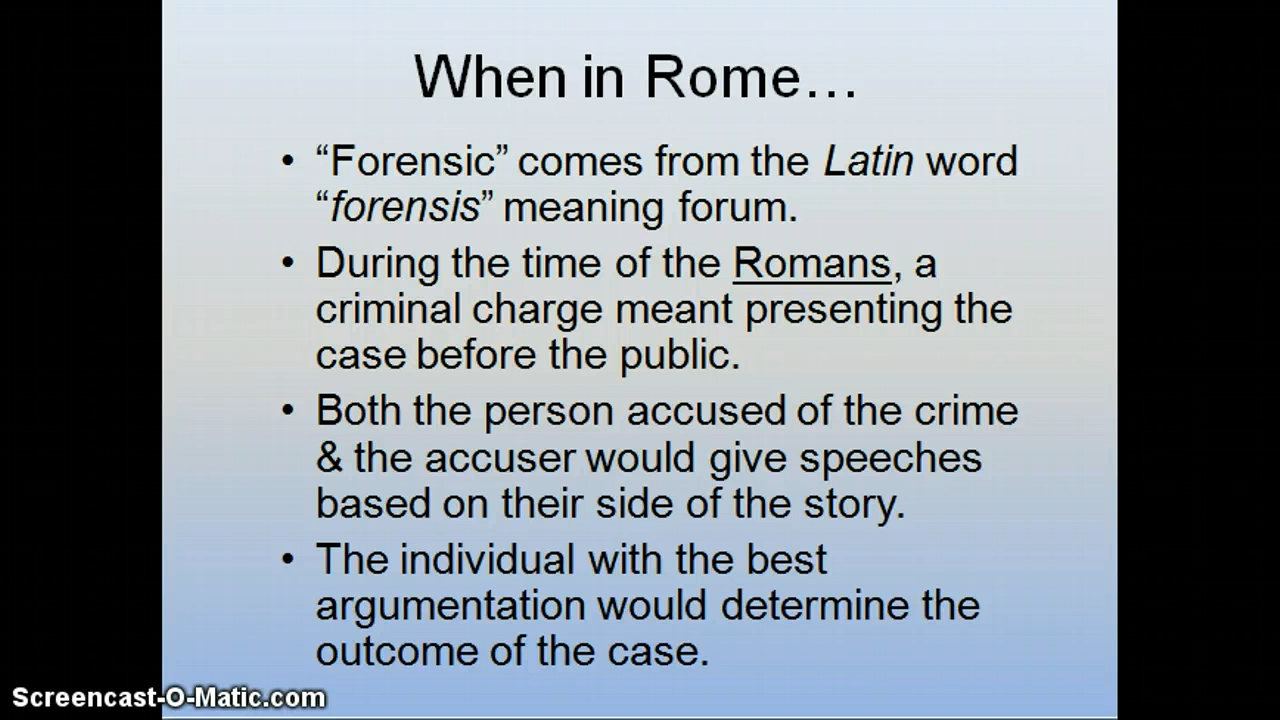 When in Rome…
• “Forensic” comes from the Latin word
“forensis” meaning forum.
• During the time of the Romans, a
criminal charge meant presenting the
case before the public.
• Both the person accused of the crime
& the accuser would give speeches
based on their side of the story.
• The individual with the best
argumentation would determine the
outcome of the case.
Screencast-O-Matic.com